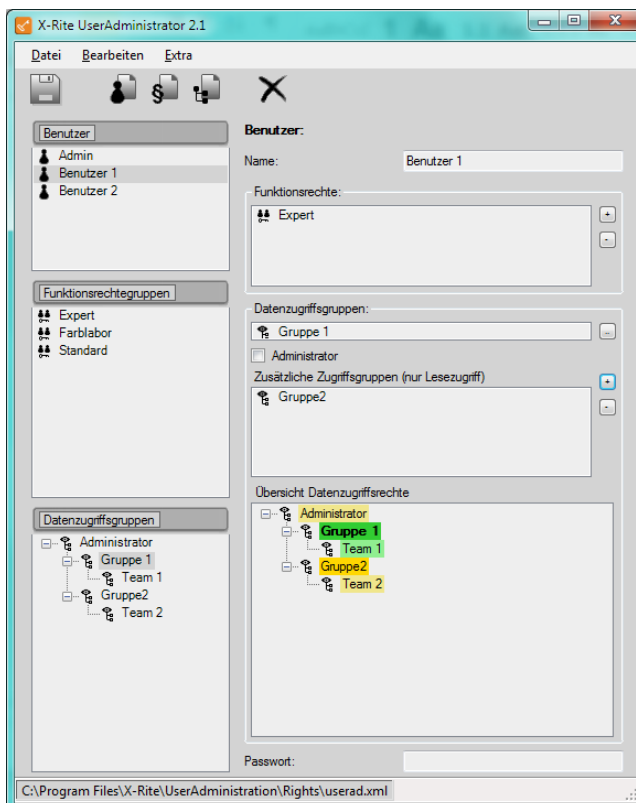 X-Rite UserAdministrator 2.1
Datei Bearbeiten Extra
Benutzer
Admin
Benutzer 1
Benutzer 2
Funktionsrechtegruppen
Expert
Farblabor
Standard
Datenzugriffsgruppen
Administrator
Gruppe 1
Team 1
Gruppe2
Team 2
Benutzer:
Name: Benutzer 1
Funktionsrechte:
Expert
+
-
Datenzugriffsgruppen:
Gruppe 1
...
Administrator
Zusätzliche Zugriffsgruppen (nur Lesezugriff)
+
Gruppe2
-
Übersicht Datenzugriffsrechte
Administrator
Gruppe 1
Team 1
Gruppe2
Team 2
Passwort:
C:\Program Files\X-Rite\UserAdministration\Rights\userad.xml